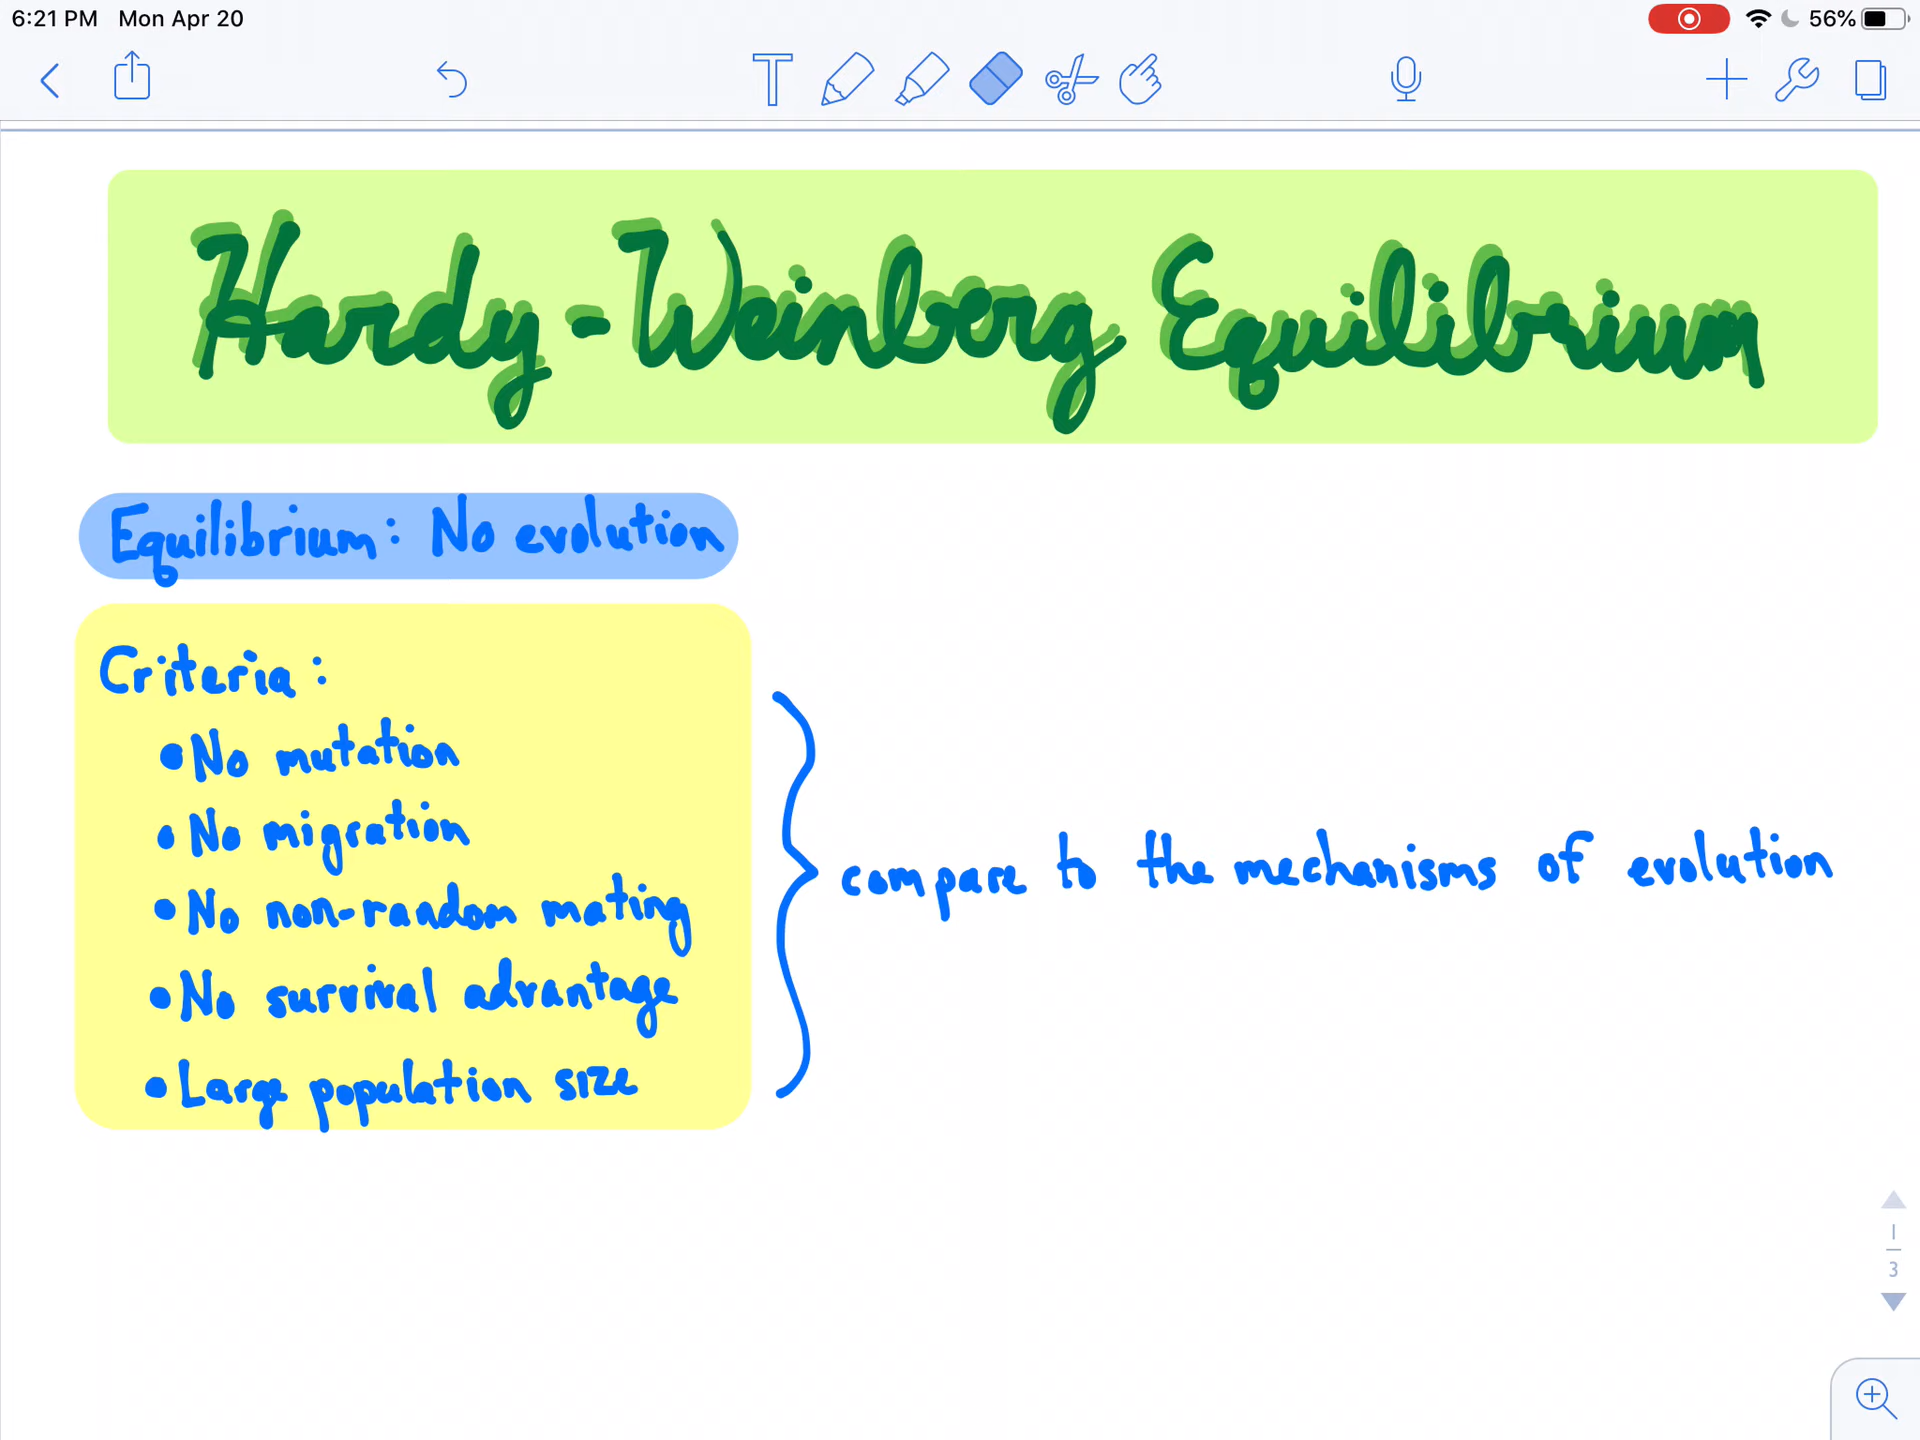 6:21 PM Mon Apr 20 56%
T
Hardy-Weinberg Equilibrium
Equilibrium: No evolution
Criteria:
•No mutation
•No migration
•No non-random mating
•No survival advantage
•Large population size
compare to the mechanisms of evolution
1
3